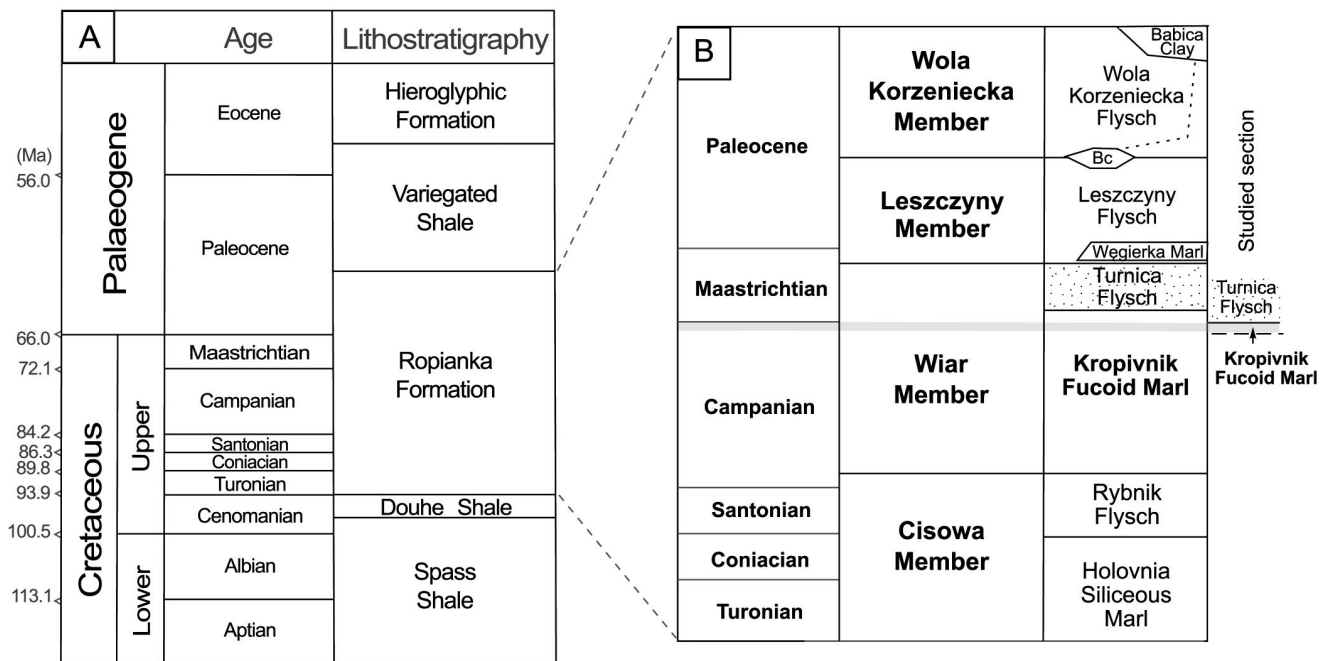 A
Age
Lithostratigraphy
Palaeogene
Eocene
Hieroglyphic
Formation
(Ma)
56.0
Variegated
Shale
Paleocene
66.0
Cretaceous
Upper
Maastrichtian
Ropianka
Formation
72.1
Campanian
84.2
Santonian
86.3
Coniacian
89.8
Turonian
93.9
Cenomanian
Douhe Shale
100.5
Lower
Albian
Spass
Shale
113.1
Aptian
B
Paleocene
Wola
Korzeniecka
Member
Babica
Clay
Wola
Korzeniecka
Flysch
Bc
Leszczyny
Member
Leszczyny
Flysch
Węgierka Marl
Studied section
Maastrichtian
Turnica
Flysch
Turnica
Flysch
Campanian
Wiar
Member
Kropivnik
Fucoid Marl
Kropivnik
Fucoid Marl
Santonian
Cisowa
Member
Rybnik
Flysch
Coniacian
Holovnia
Siliceous
Marl
Turonian